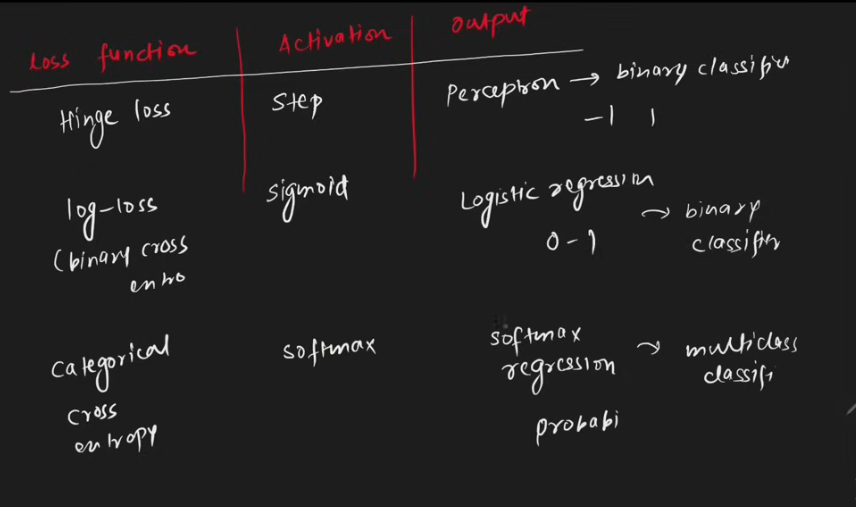 Loss function Activation Output
Hinge loss Step Perceptron → binary classifier
-1 1
log-loss Sigmoid Logistic regression
(binary cross 0-1 → binary
entro classifier
Categorical softmax softmax → multiclass
cross regression classifi
entropy probabi